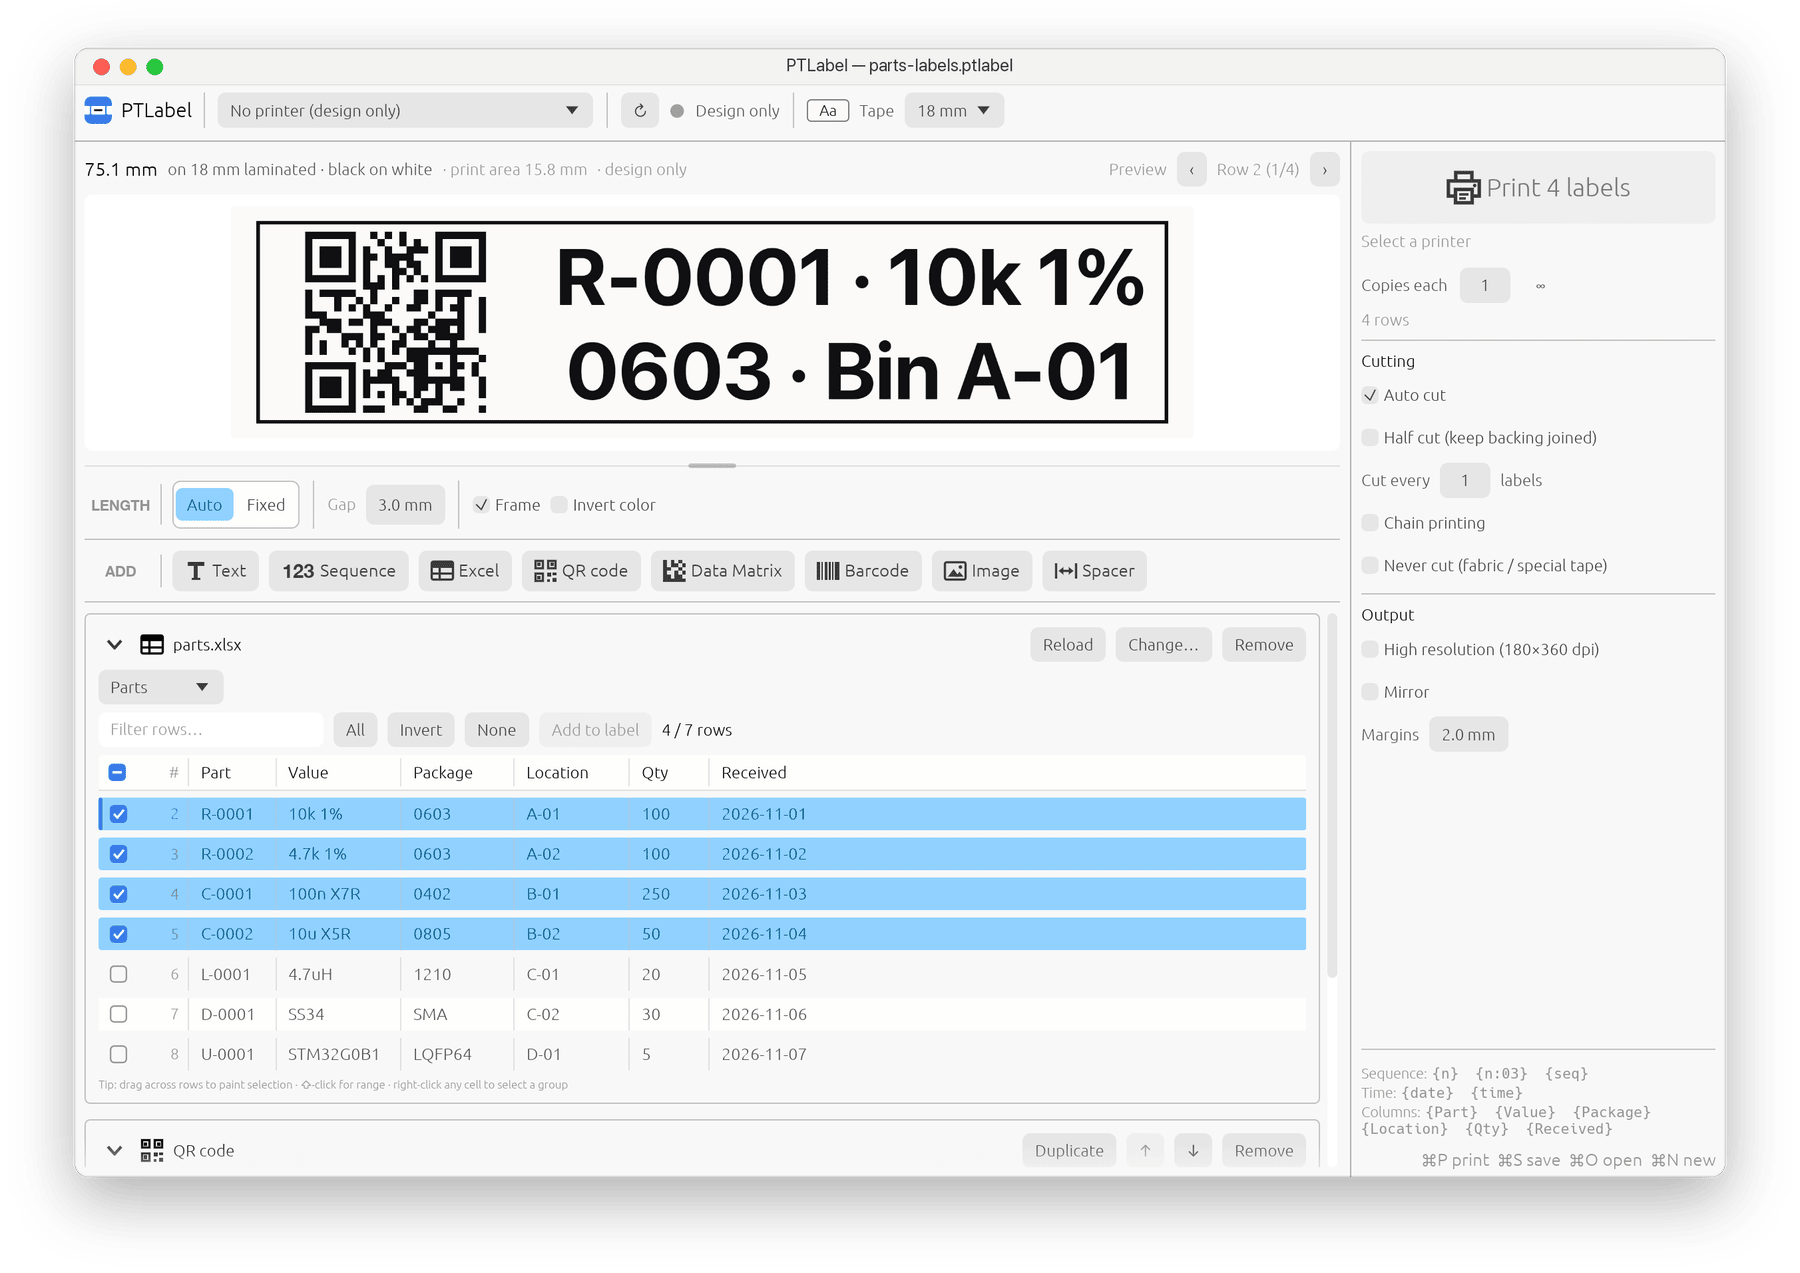 PTLabel — parts-labels.ptlabel
PTLabel No printer (design only) Design only Aa Tape 18 mm
75.1 mm on 18 mm laminated · black on white · print area 15.8 mm · design only Preview ‹ Row 2 (1/4) ›
R-0001 · 10k 1%
0603 · Bin A-01
LENGTH Auto Fixed Gap 3.0 mm Frame Invert color
ADD Text 123 Sequence Excel QR code Data Matrix Barcode Image Spacer
parts.xlsx Reload Change… Remove
Parts
Filter rows… All Invert None Add to label 4 / 7 rows
# Part Value Package Location Qty Received
2 R-0001 10k 1% 0603 A-01 100 2026-11-01
3 R-0002 4.7k 1% 0603 A-02 100 2026-11-02
4 C-0001 100n X7R 0402 B-01 250 2026-11-03
5 C-0002 10u X5R 0805 B-02 50 2026-11-04
6 L-0001 4.7uH 1210 C-01 20 2026-11-05
7 D-0001 SS34 SMA C-02 30 2026-11-06
8 U-0001 STM32G0B1 LQFP64 D-01 5 2026-11-07
Tip: drag across rows to paint selection · ⇧-click for range · right-click any cell to select a group
QR code Duplicate ↑ ↓ Remove
Print 4 labels
Select a printer
Copies each 1 ∞
4 rows
Cutting
Auto cut
Half cut (keep backing joined)
Cut every 1 labels
Chain printing
Never cut (fabric / special tape)
Output
High resolution (180×360 dpi)
Mirror
Margins 2.0 mm
Sequence: {n} {n:03} {seq}
Time: {date} {time}
Columns: {Part} {Value} {Package}
{Location} {Qty} {Received}
⌘P print ⌘S save ⌘O open ⌘N new